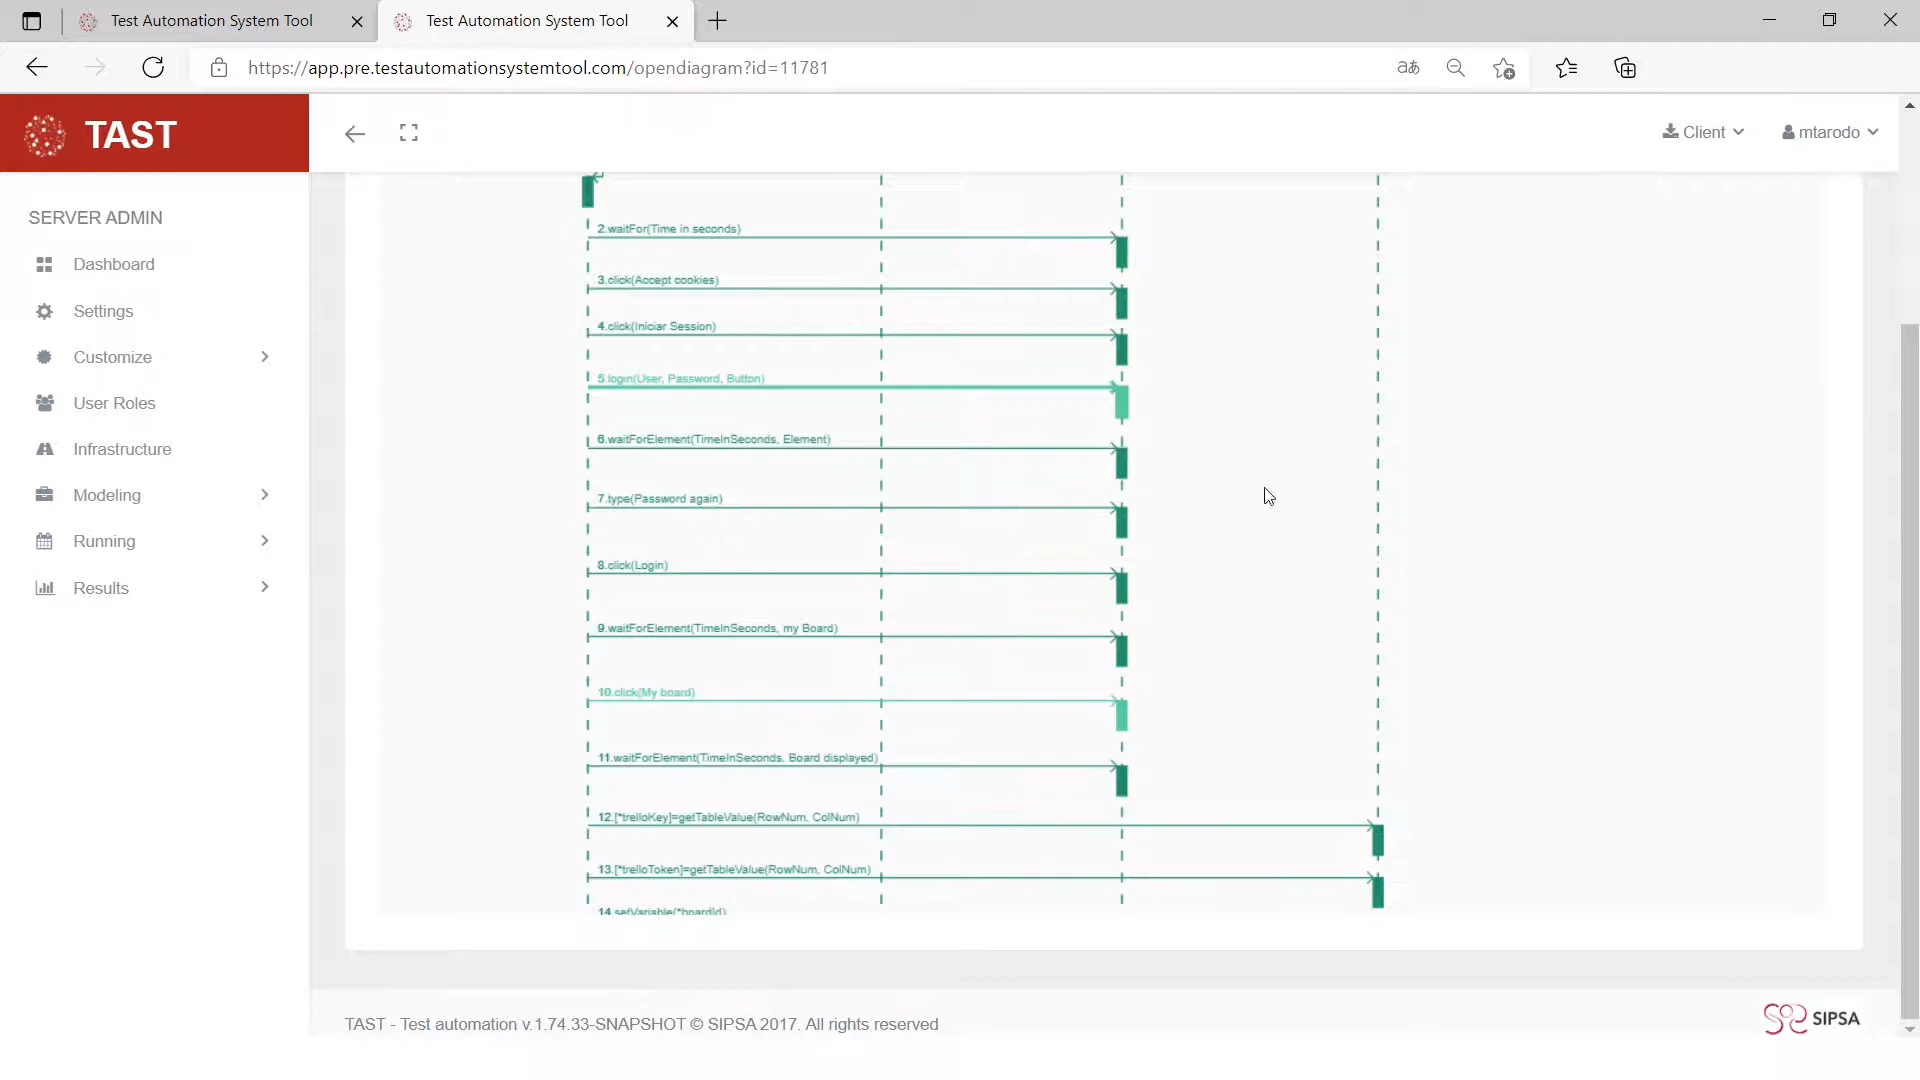 Test Automation System Tool
Test Automation System Tool
https://app.pre.testautomationsystemtool.com/opendiagram?id=11781
TAST
Client
mtarodo
SERVER ADMIN
Dashboard
Settings
Customize
User Roles
Infrastructure
Modeling
Running
Results
2.waitFor(Time in seconds)
3.click(Accept cookies)
4.click(Iniciar Session)
5.login(User, Password, Button)
6.waitForElement(TimeInSeconds, Element)
7.type(Password again)
8.click(Login)
9.waitForElement(TimeInSeconds, my Board)
10.click(My board)
11.waitForElement(TimeInSeconds, Board displayed)
12.[*trelloKey]=getTableValue(RowNum, ColNum)
13.[*trelloToken]=getTableValue(RowNum, ColNum)
14.setVariable(*boardId)
TAST - Test automation v.1.74.33-SNAPSHOT © SIPSA 2017. All rights reserved
SIPSA